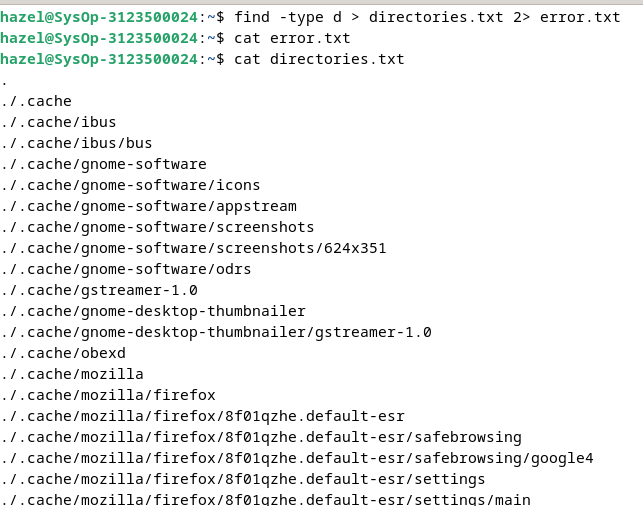 hazel@SysOp-3123500024:~$ find -type d > directories.txt 2> error.txt
hazel@SysOp-3123500024:~$ cat error.txt
hazel@SysOp-3123500024:~$ cat directories.txt
.
./.cache
./.cache/ibus
./.cache/ibus/bus
./.cache/gnome-software
./.cache/gnome-software/icons
./.cache/gnome-software/appstream
./.cache/gnome-software/screenshots
./.cache/gnome-software/screenshots/624x351
./.cache/gnome-software/odrs
./.cache/gstreamer-1.0
./.cache/gnome-desktop-thumbnailer
./.cache/gnome-desktop-thumbnailer/gstreamer-1.0
./.cache/obexd
./.cache/mozilla
./.cache/mozilla/firefox
./.cache/mozilla/firefox/8f01qzhe.default-esr
./.cache/mozilla/firefox/8f01qzhe.default-esr/safebrowsing
./.cache/mozilla/firefox/8f01qzhe.default-esr/safebrowsing/google4
./.cache/mozilla/firefox/8f01qzhe.default-esr/settings
./.cache/mozilla/firefox/8f01qzhe.default-esr/settings/main